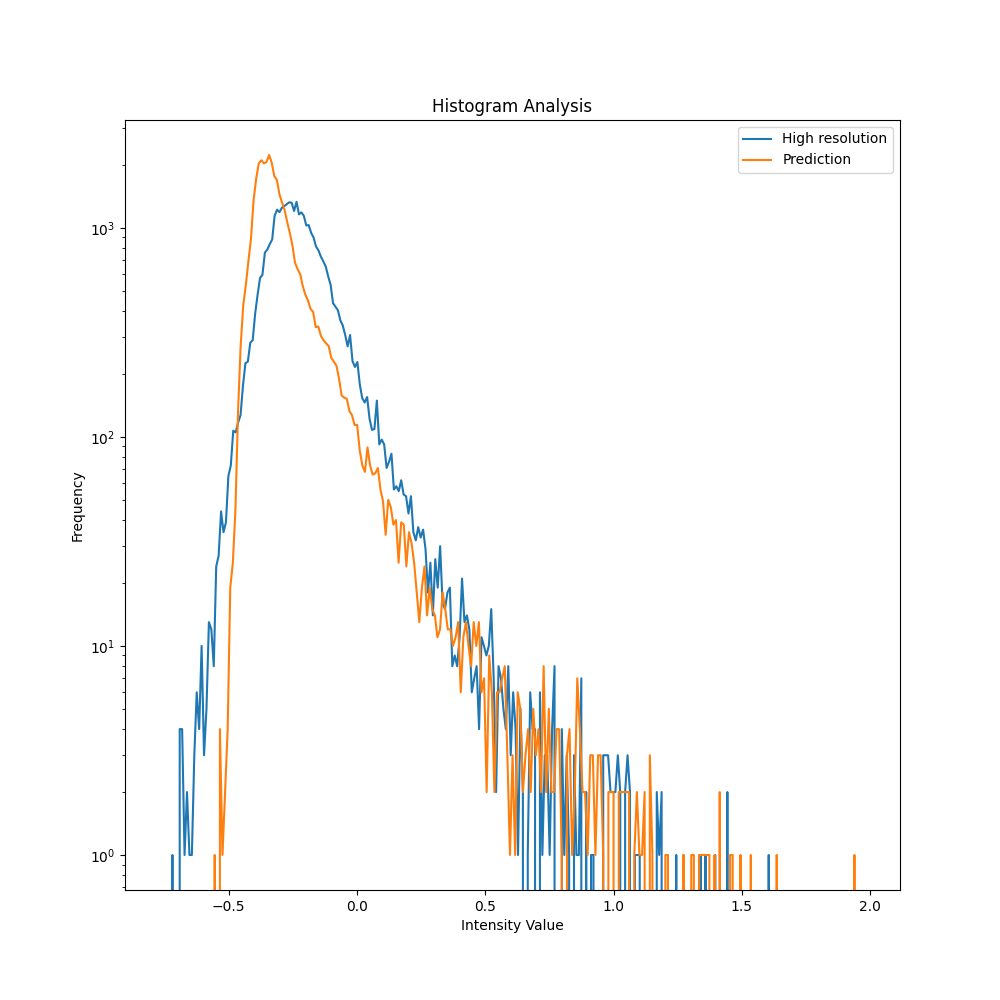 Histogram Analysis
High resolution
Prediction
Frequency
10³
10²
10¹
10⁰
−0.5 0.0 0.5 1.0 1.5 2.0
Intensity Value